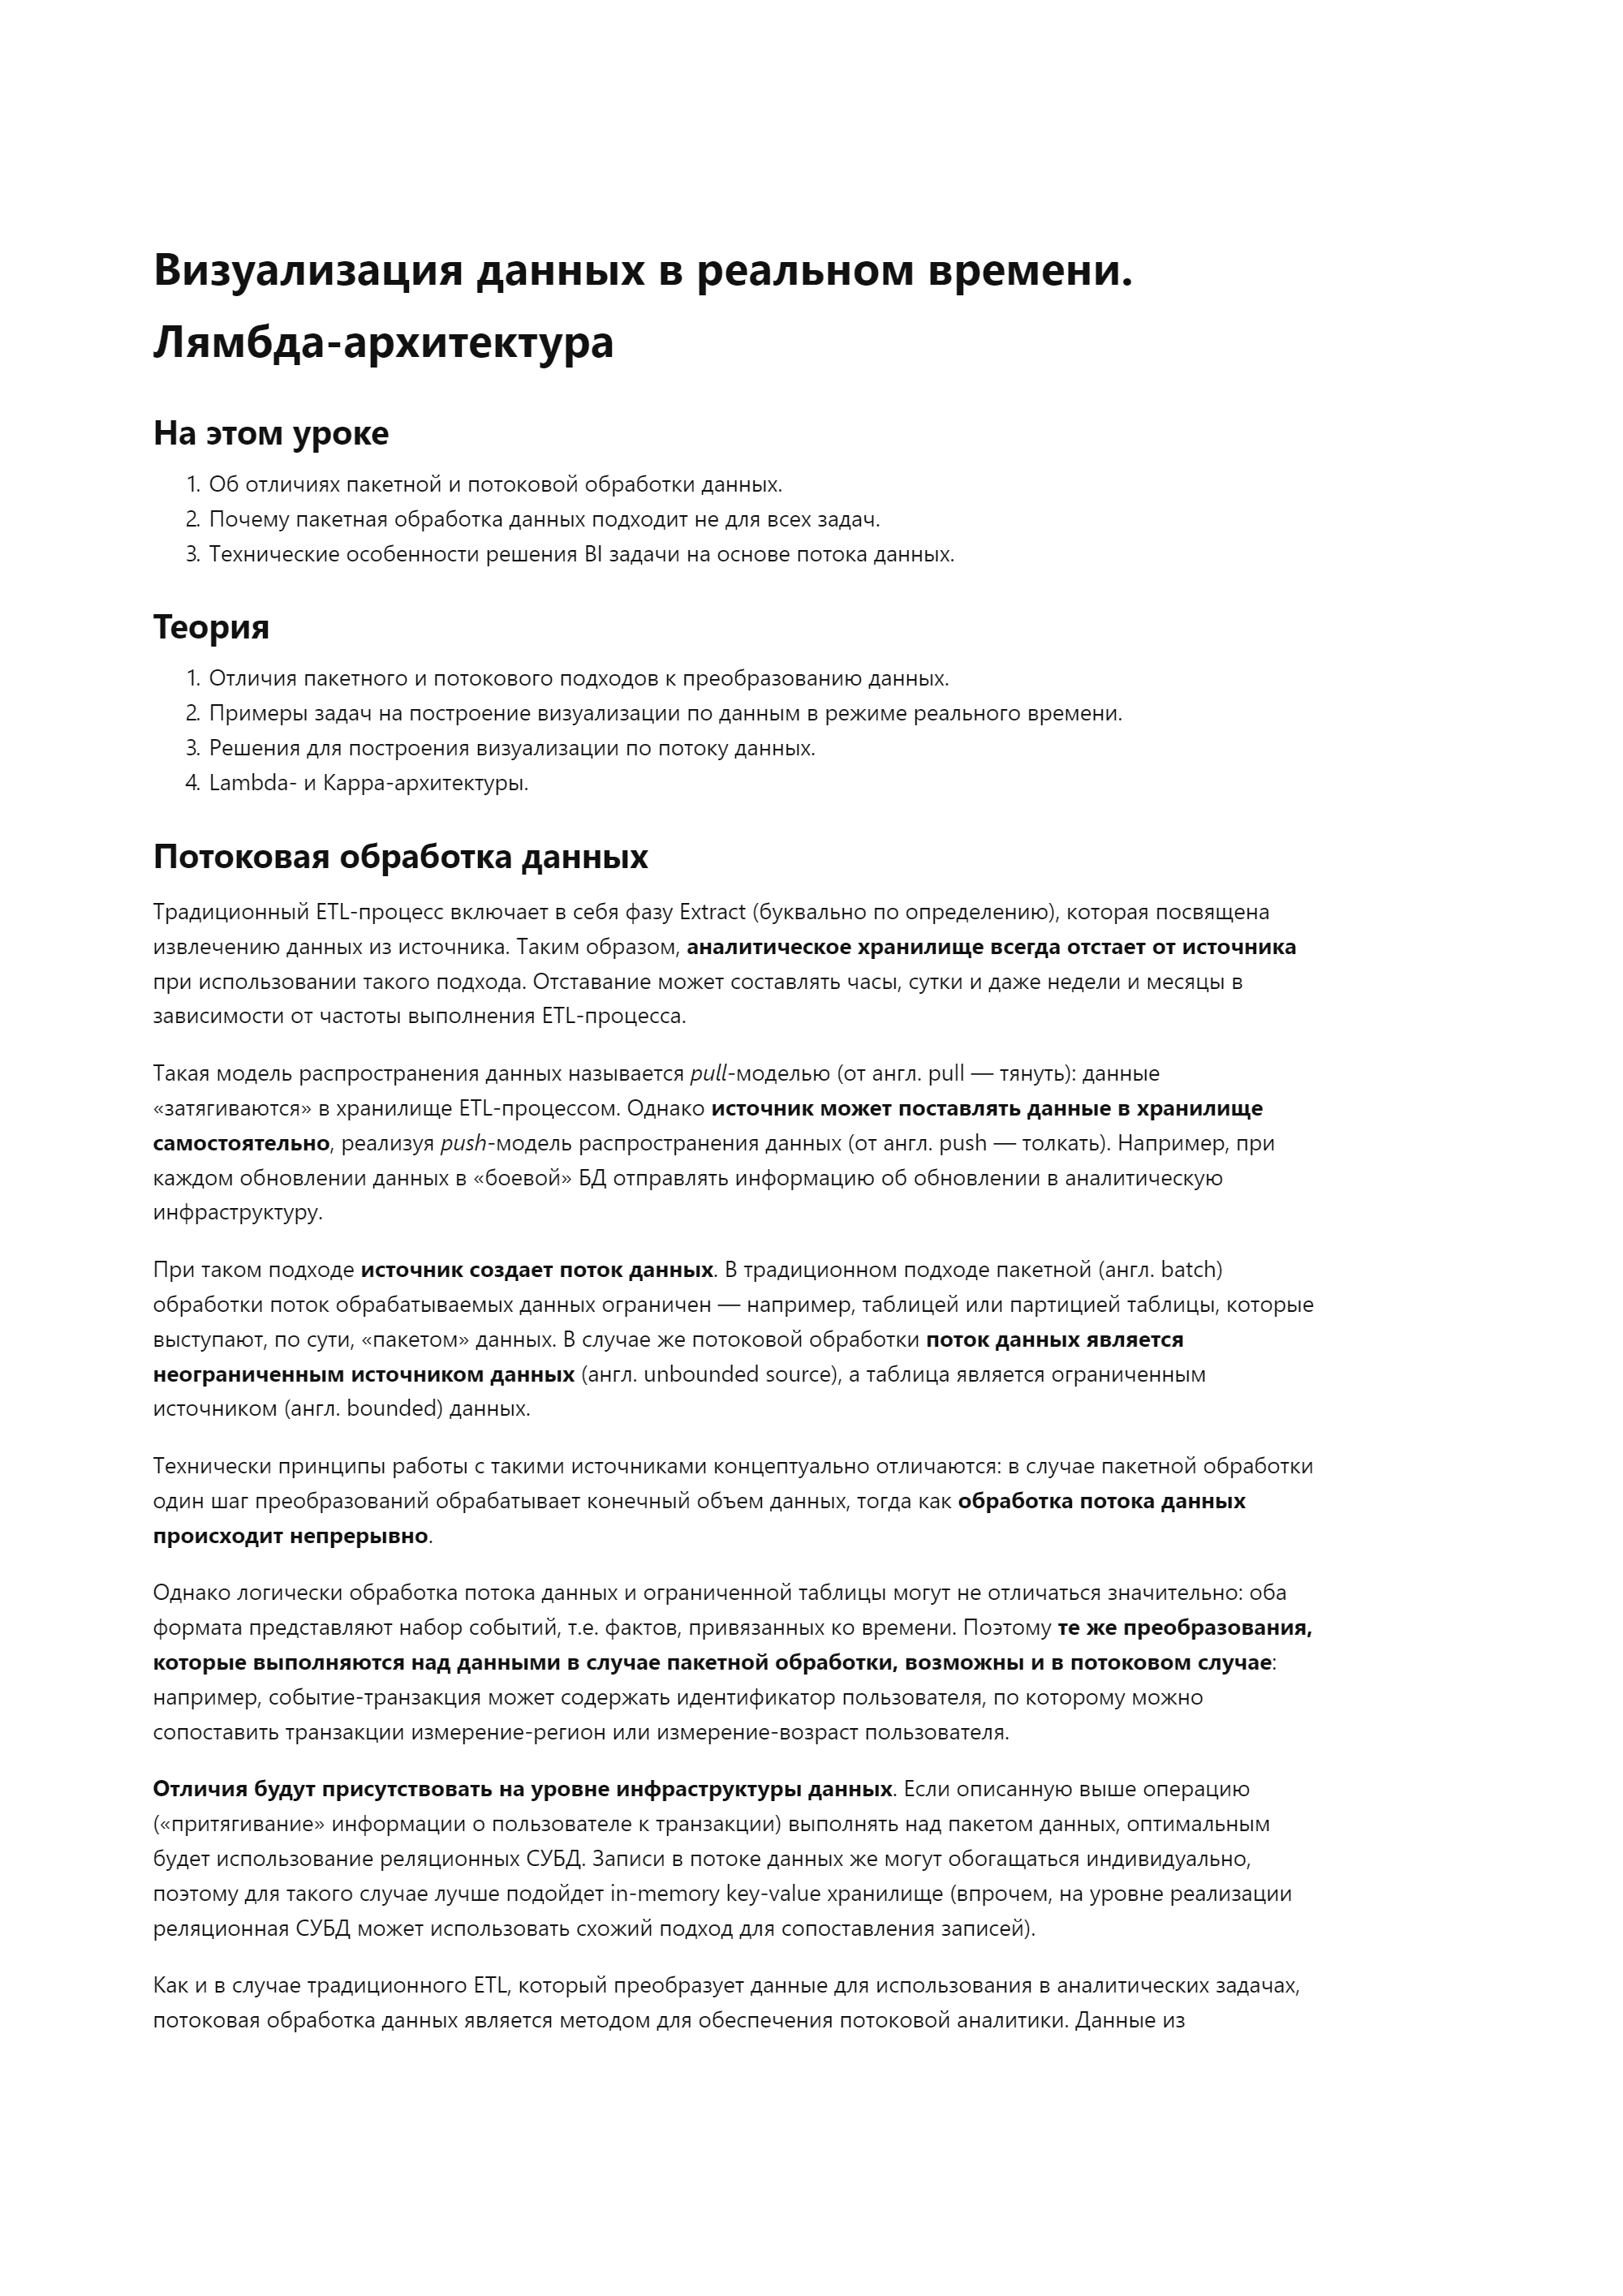 Визуализация данных в реальном времени.
Лямбда-архитектура
На этом уроке
1. Об отличиях пакетной и потоковой обработки данных.
2. Почему пакетная обработка данных подходит не для всех задач.
3. Технические особенности решения BI задачи на основе потока данных.
Теория
1. Отличия пакетного и потокового подходов к преобразованию данных.
2. Примеры задач на построение визуализации по данным в режиме реального времени.
3. Решения для построения визуализации по потоку данных.
4. Lambda- и Kappa-архитектуры.
Потоковая обработка данных
Традиционный ETL-процесс включает в себя фазу Extract (буквально по определению), которая посвящена
извлечению данных из источника. Таким образом, аналитическое хранилище всегда отстает от источника
при использовании такого подхода. Отставание может составлять часы, сутки и даже недели и месяцы в
зависимости от частоты выполнения ETL-процесса.
Такая модель распространения данных называется pull-моделью (от англ. pull — тянуть): данные
«затягиваются» в хранилище ETL-процессом. Однако источник может поставлять данные в хранилище
самостоятельно, реализуя push-модель распространения данных (от англ. push — толкать). Например, при
каждом обновлении данных в «боевой» БД отправлять информацию об обновлении в аналитическую
инфраструктуру.
При таком подходе источник создает поток данных. В традиционном подходе пакетной (англ. batch)
обработки поток обрабатываемых данных ограничен — например, таблицей или партицией таблицы, которые
выступают, по сути, «пакетом» данных. В случае же потоковой обработки поток данных является
неограниченным источником данных (англ. unbounded source), а таблица является ограниченным
источником (англ. bounded) данных.
Технически принципы работы с такими источниками концептуально отличаются: в случае пакетной обработки
один шаг преобразований обрабатывает конечный объем данных, тогда как обработка потока данных
происходит непрерывно.
Однако логически обработка потока данных и ограниченной таблицы могут не отличаться значительно: оба
формата представляют набор событий, т.е. фактов, привязанных ко времени. Поэтому те же преобразования,
которые выполняются над данными в случае пакетной обработки, возможны и в потоковом случае:
например, событие-транзакция может содержать идентификатор пользователя, по которому можно
сопоставить транзакции измерение-регион или измерение-возраст пользователя.
Отличия будут присутствовать на уровне инфраструктуры данных. Если описанную выше операцию
(«притягивание» информации о пользователе к транзакции) выполнять над пакетом данных, оптимальным
будет использование реляционных СУБД. Записи в потоке данных же могут обогащаться индивидуально,
поэтому для такого случае лучше подойдет in-memory key-value хранилище (впрочем, на уровне реализации
реляционная СУБД может использовать схожий подход для сопоставления записей).
Как и в случае традиционного ETL, который преобразует данные для использования в аналитических задачах,
потоковая обработка данных является методом для обеспечения потоковой аналитики. Данные из